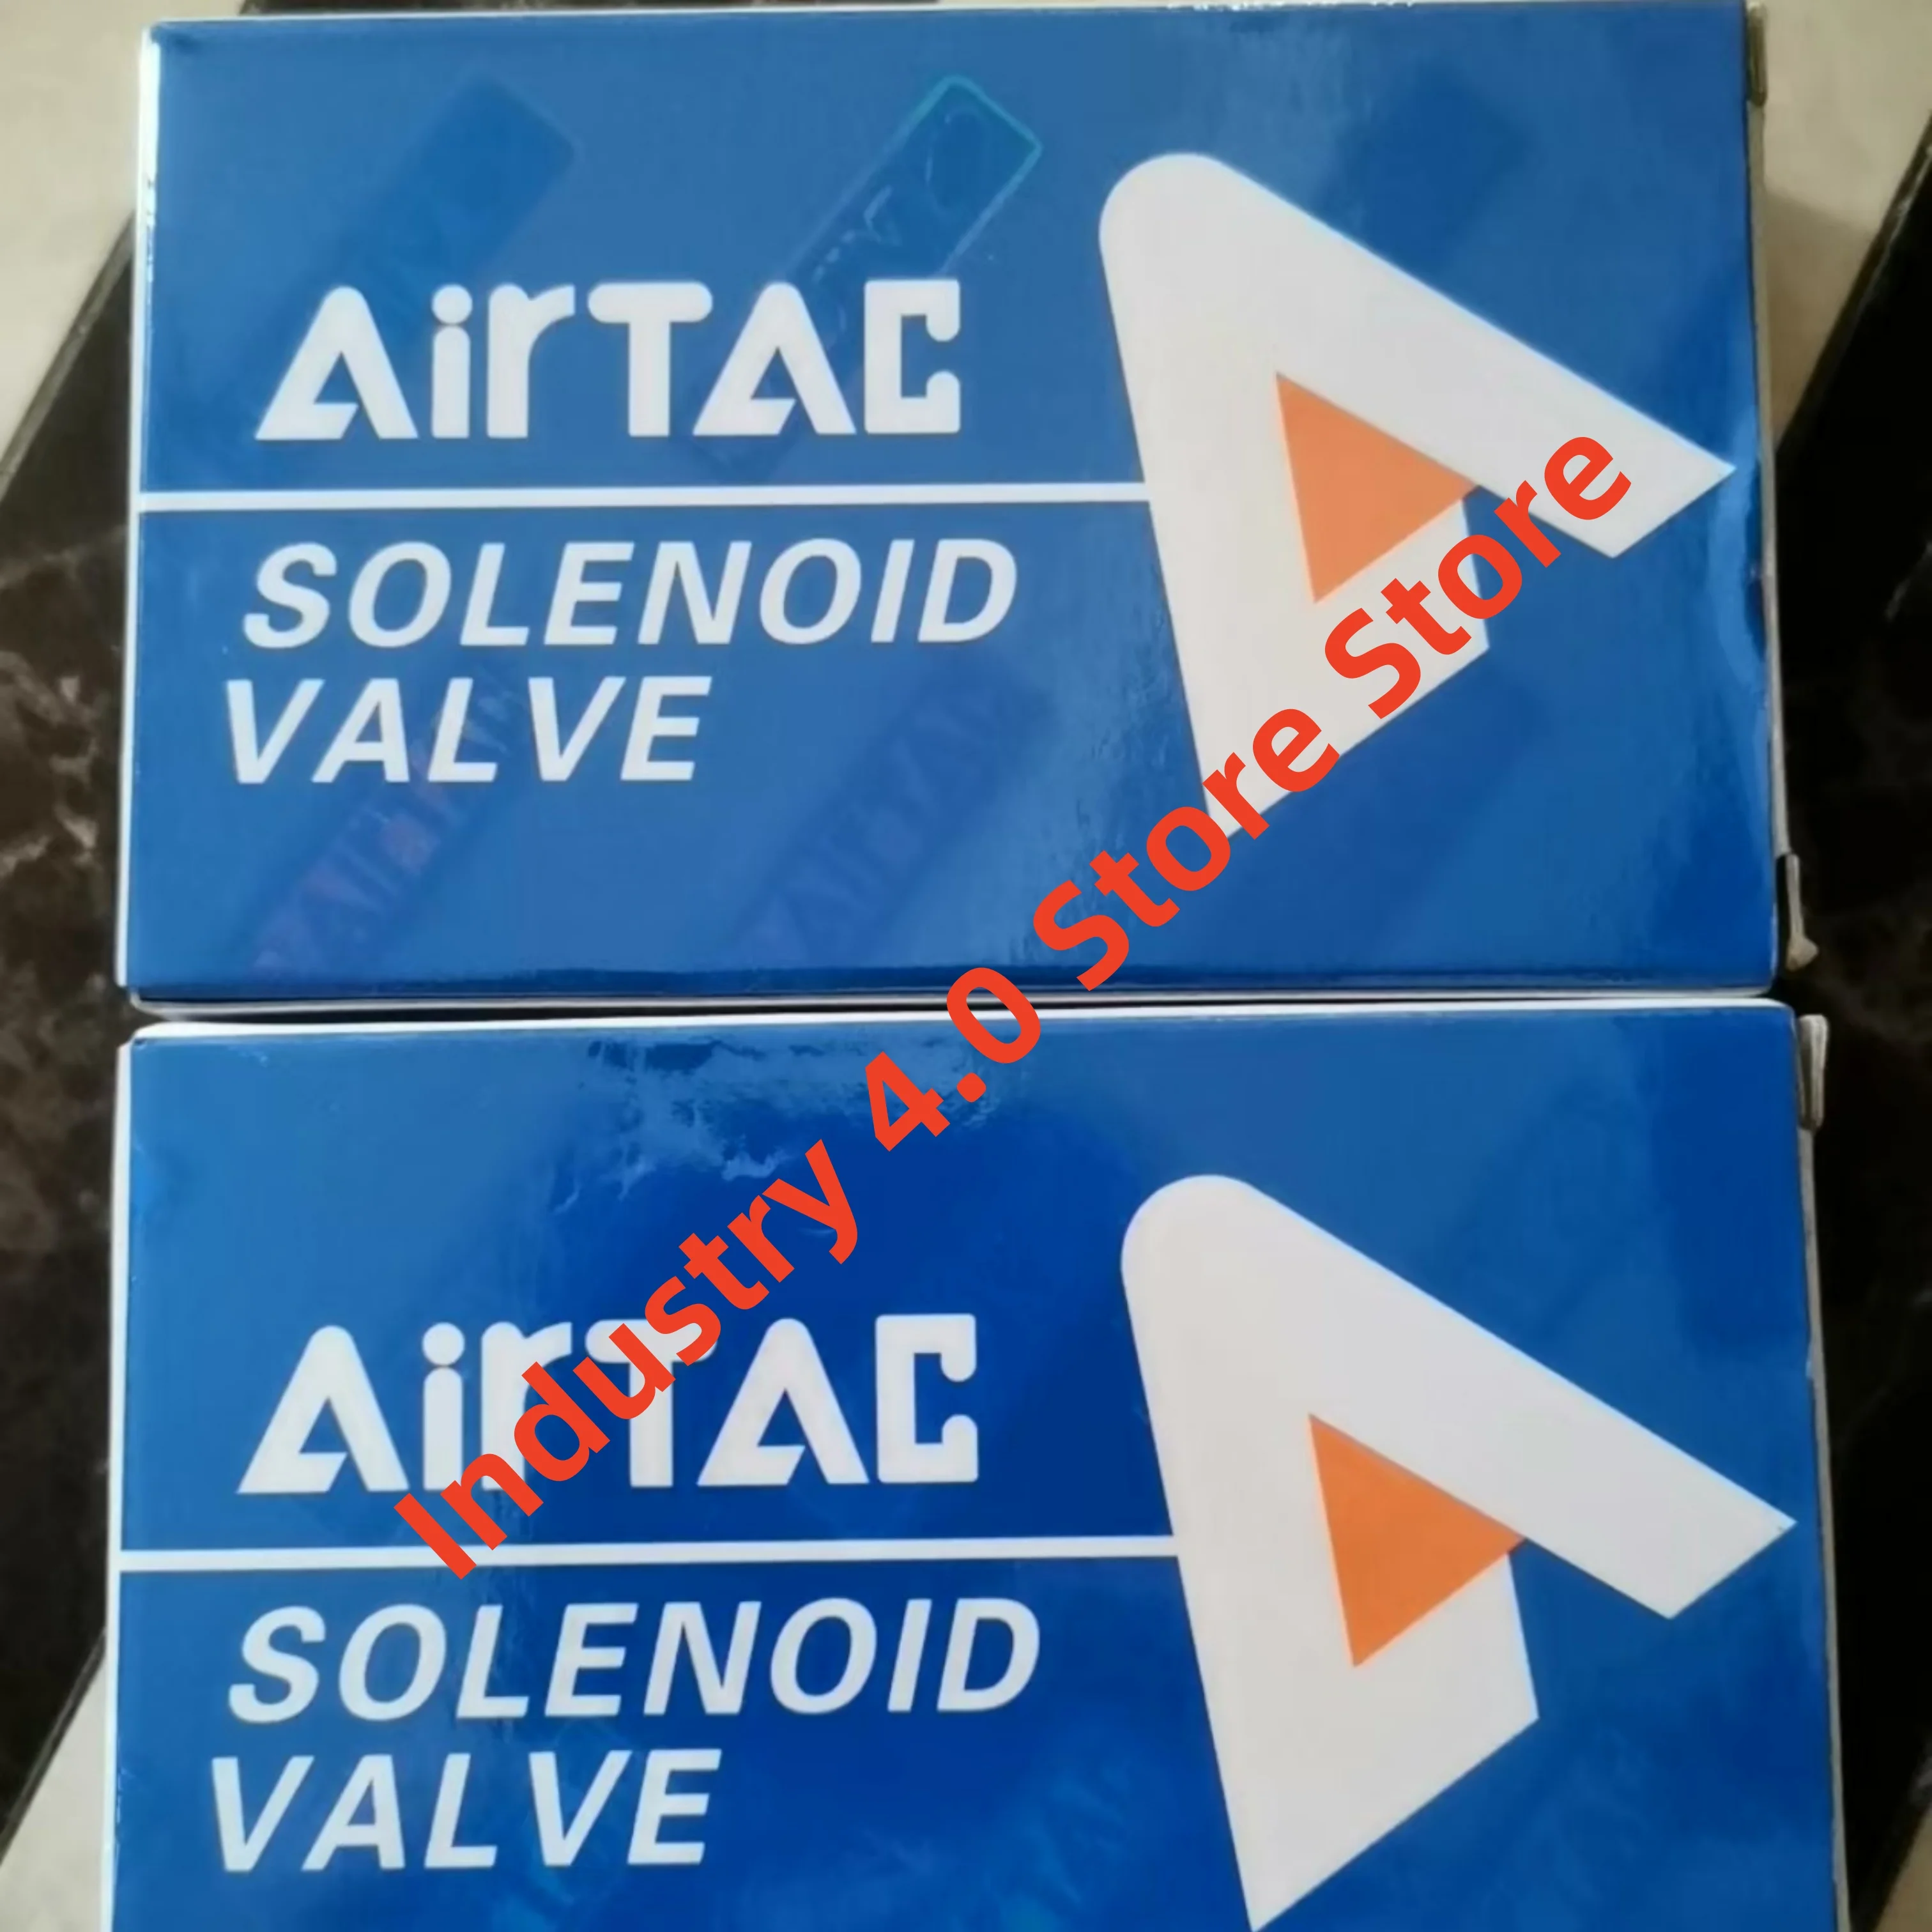 AirTAC
SOLENOID
VALVE
Industry 4.0 Store Store
AirTAC
SOLENOID
VALVE